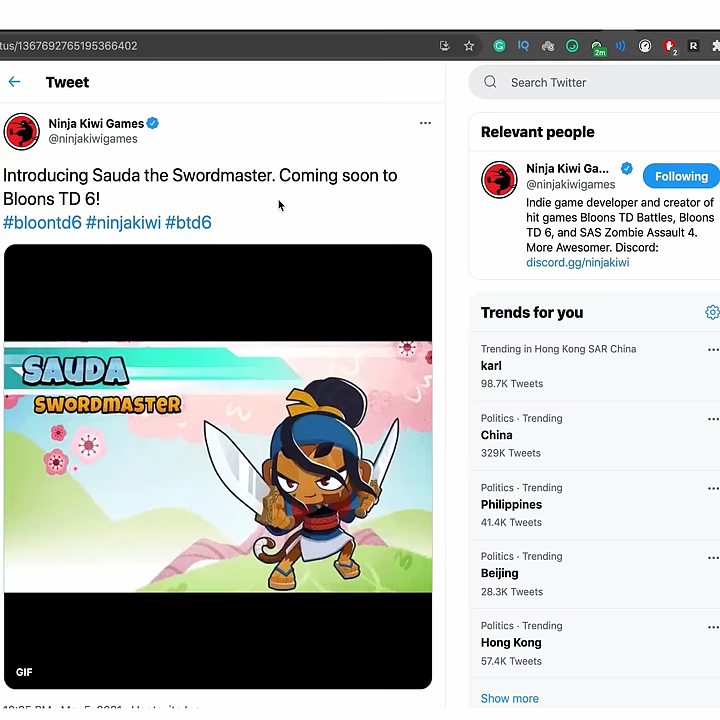 tus/1367692765195366402
2m
2
R
IQ
Tweet
Search Twitter
Ninja Kiwi Games
@ninjakiwigames
Introducing Sauda the Swordmaster. Coming soon to
Bloons TD 6!
#bloontd6 #ninjakiwi #btd6
SAUDA
SWORDMASTER
GIF
Relevant people
Ninja Kiwi Ga...
@ninjakiwigames
Following
Indie game developer and creator of
hit games Bloons TD Battles, Bloons
TD 6, and SAS Zombie Assault 4.
More Awesomer. Discord:
discord.gg/ninjakiwi
Trends for you
Trending in Hong Kong SAR China
karl
98.7K Tweets
Politics · Trending
China
329K Tweets
Politics · Trending
Philippines
41.4K Tweets
Politics · Trending
Beijing
28.3K Tweets
Politics · Trending
Hong Kong
57.4K Tweets
Show more